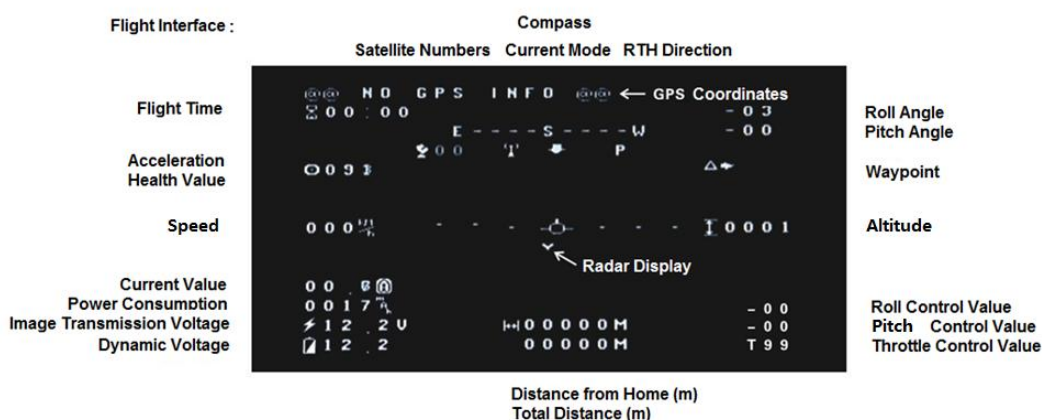 Flight Interface :
Compass
Satellite Numbers Current Mode RTH Direction
NO GPS INFO ← GPS Coordinates
Flight Time 00:00 -03 Roll Angle
E----S----W -00 Pitch Angle
00 P
Acceleration
Health Value 093 Waypoint
Speed 000 - - - - - - 0001 Altitude
Radar Display
Current Value 00.
Power Consumption 0017 -00 Roll Control Value
Image Transmission Voltage 12.2V 00000M -00 Pitch Control Value
Dynamic Voltage 12.2 00000M T99 Throttle Control Value
Distance from Home (m)
Total Distance (m)